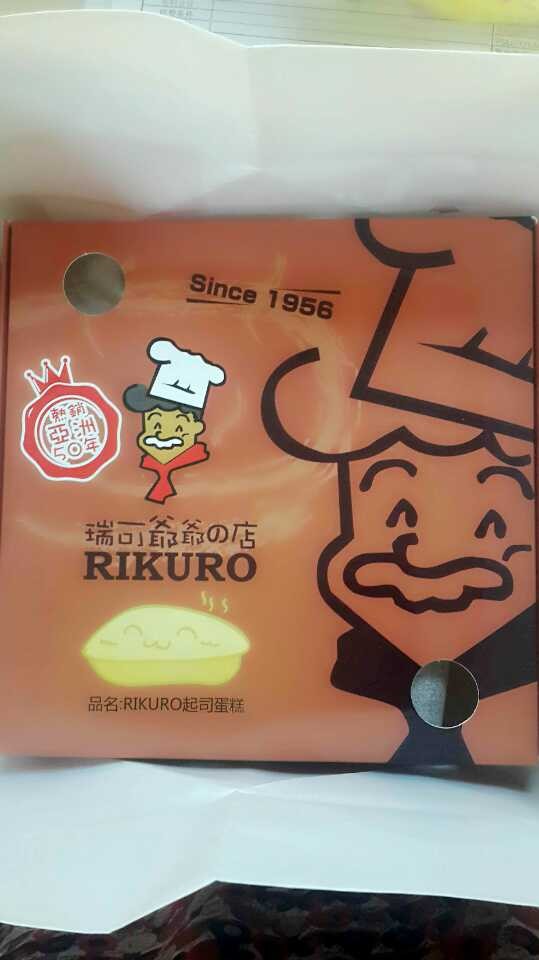 Since 1956
熱銷
亞洲
50年
瑞可爺爺の店
RIKURO
品名:RIKURO起司蛋糕